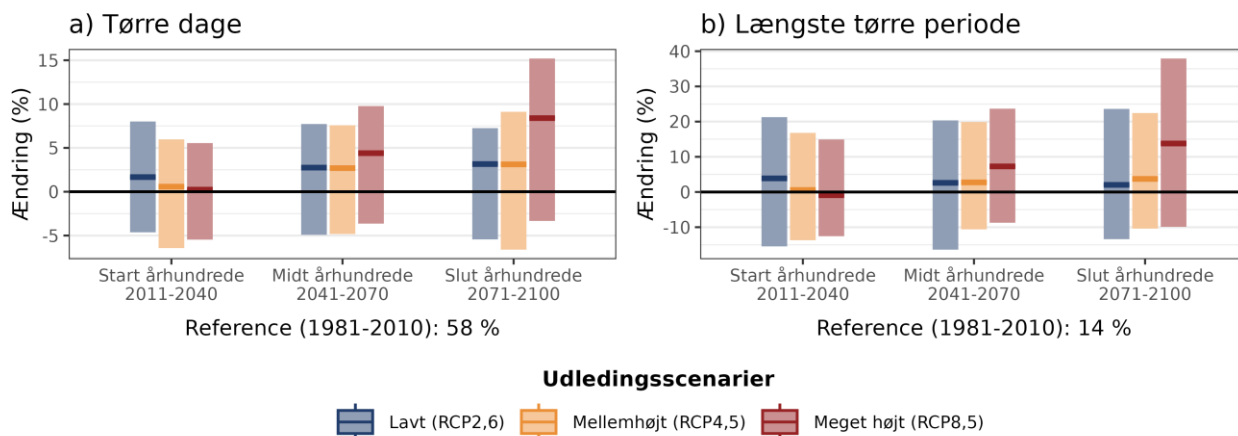 a) Tørre dage
Ændring (%)
15
10
5
0
-5
Start århundrede
2011-2040
Midt århundrede
2041-2070
Slut århundrede
2071-2100
Reference (1981-2010): 58 %
b) Længste tørre periode
Ændring (%)
40
30
20
10
0
-10
Start århundrede
2011-2040
Midt århundrede
2041-2070
Slut århundrede
2071-2100
Reference (1981-2010): 14 %
Udledingsscenarier
Lavt (RCP2,6)
Mellemhøjt (RCP4,5)
Meget højt (RCP8,5)